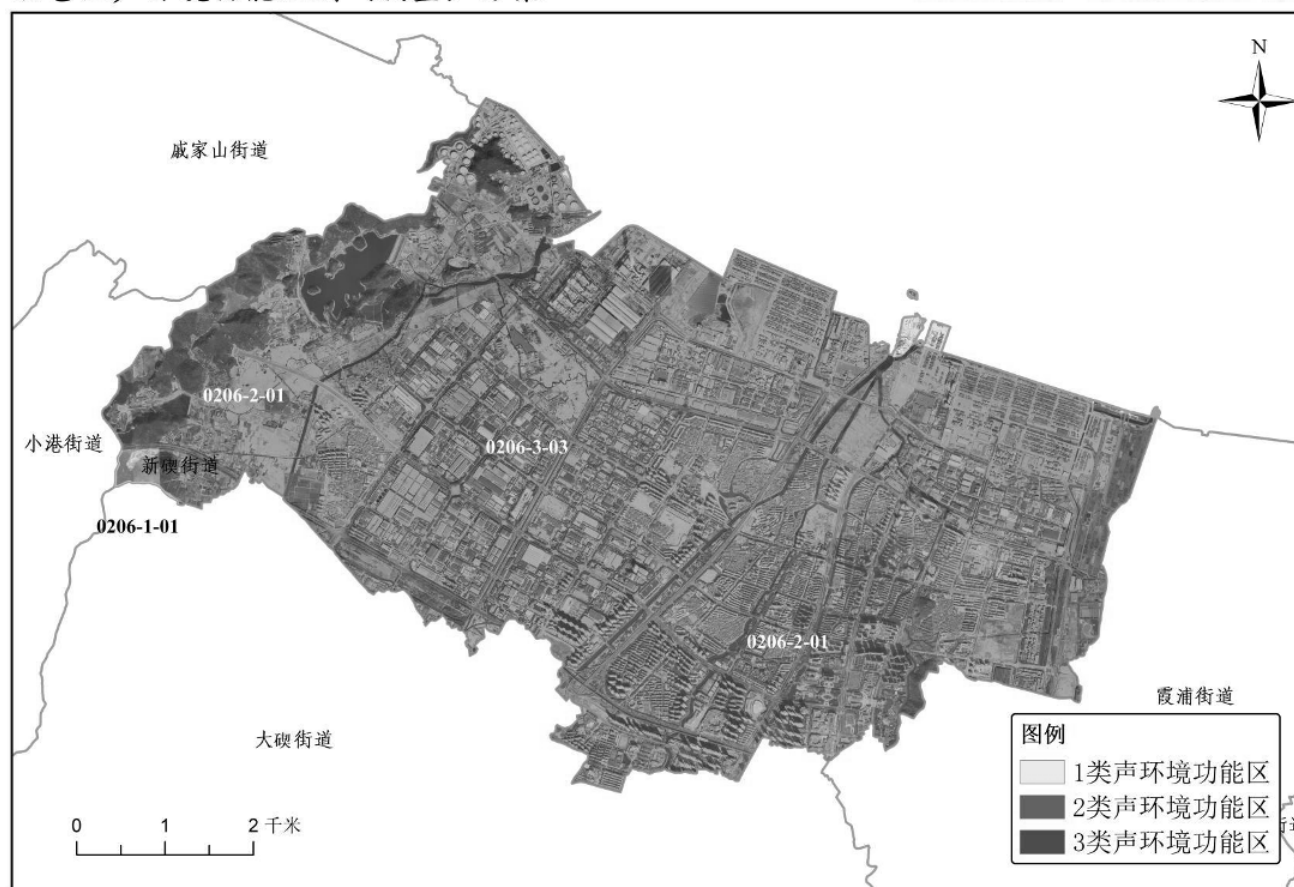 N
戚家山街道
0206-2-01
小港街道
新碶街道
0206-3-03
0206-1-01
0206-2-01
霞浦街道
大碶街道
图例
1类声环境功能区
2类声环境功能区
3类声环境功能区
0 1 2 千米